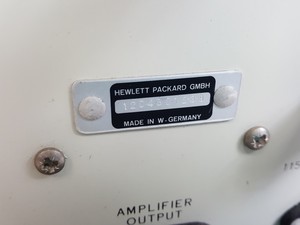 HEWLETT PACKARD GMBH
MADE IN W-GERMANY
AMPLIFIER
OUTPUT